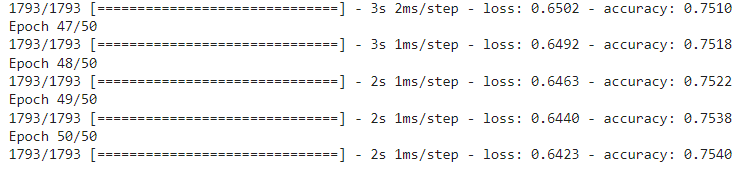 1793/1793 [==============================] - 3s 2ms/step - loss: 0.6502 - accuracy: 0.7510
Epoch 47/50
1793/1793 [==============================] - 3s 1ms/step - loss: 0.6492 - accuracy: 0.7518
Epoch 48/50
1793/1793 [==============================] - 2s 1ms/step - loss: 0.6463 - accuracy: 0.7522
Epoch 49/50
1793/1793 [==============================] - 2s 1ms/step - loss: 0.6440 - accuracy: 0.7538
Epoch 50/50
1793/1793 [==============================] - 2s 1ms/step - loss: 0.6423 - accuracy: 0.7540